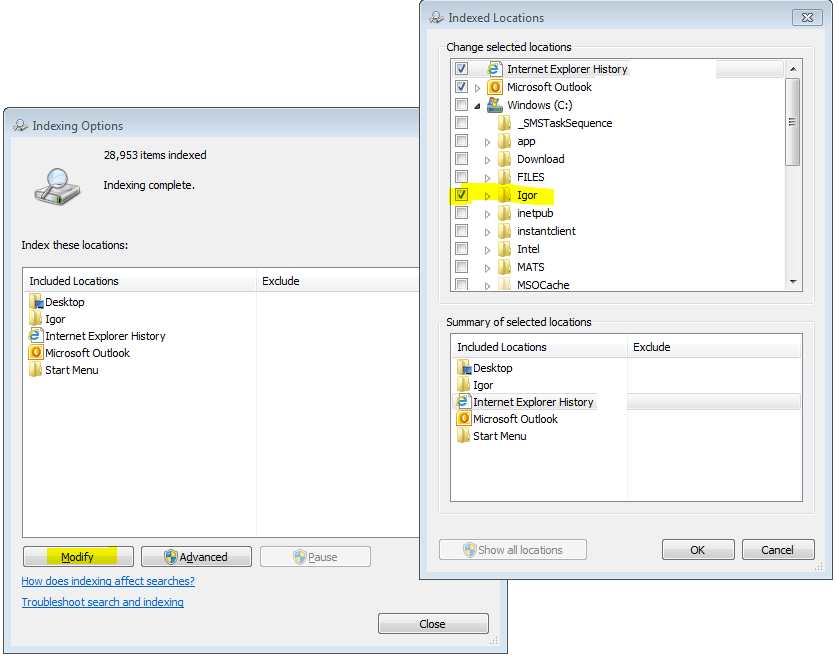 Indexing Options
28,953 items indexed
Indexing complete.
Index these locations:
Included Locations Exclude
Desktop
Igor
Internet Explorer History
Microsoft Outlook
Start Menu
Modify Advanced Pause
How does indexing affect searches?
Troubleshoot search and indexing
Close
Indexed Locations
Change selected locations
Internet Explorer History
Microsoft Outlook
Windows (C:)
_SMSTaskSequence
app
Download
FILES
Igor
inetpub
instantclient
Intel
MATS
MSOCache
Summary of selected locations
Included Locations Exclude
Desktop
Igor
Internet Explorer History
Microsoft Outlook
Start Menu
Show all locations OK Cancel